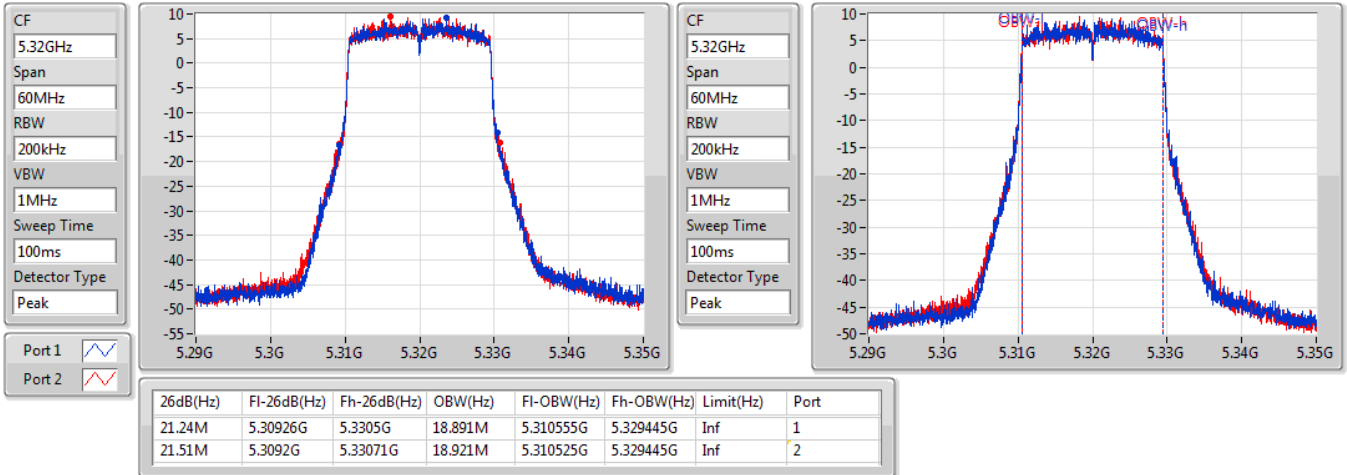 CF
5.32GHz
Span
60MHz
RBW
200kHz
VBW
1MHz
Sweep Time
100ms
Detector Type
Peak
10
5
0
-5
-10
-15
-20
-25
-30
-35
-40
-45
-50
-55
5.29G 5.3G 5.31G 5.32G 5.33G 5.34G 5.35G
CF
5.32GHz
Span
60MHz
RBW
200kHz
VBW
1MHz
Sweep Time
100ms
Detector Type
Peak
OBW-l OBW-h
10
5
0
-5
-10
-15
-20
-25
-30
-35
-40
-45
-50
5.29G 5.3G 5.31G 5.32G 5.33G 5.34G 5.35G
Port 1
Port 2
26dB(Hz) Fl-26dB(Hz) Fh-26dB(Hz) OBW(Hz) Fl-OBW(Hz) Fh-OBW(Hz) Limit(Hz) Port
21.24M 5.30926G 5.3305G 18.891M 5.310555G 5.329445G Inf 1
21.51M 5.3092G 5.33071G 18.921M 5.310525G 5.329445G Inf 2